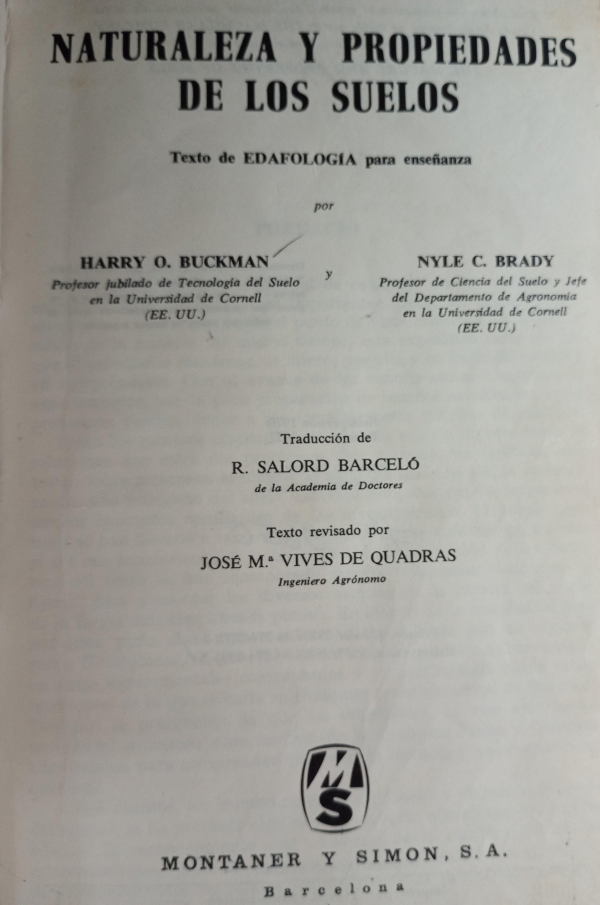 NATURALEZA Y PROPIEDADES
DE LOS SUELOS
Texto de EDAFOLOGÍA para enseñanza
por
HARRY O. BUCKMAN
Profesor jubilado de Tecnología del Suelo
en la Universidad de Cornell
(EE. UU.)
y
NYLE C. BRADY
Profesor de Ciencia del Suelo y Jefe
del Departamento de Agronomía
en la Universidad de Cornell
(EE. UU.)
Traducción de
R. SALORD BARCELÓ
de la Academia de Doctores
Texto revisado por
JOSÉ M.ª VIVES DE QUADRAS
Ingeniero Agrónomo
MS
MONTANER Y SIMON, S. A.
Barcelona